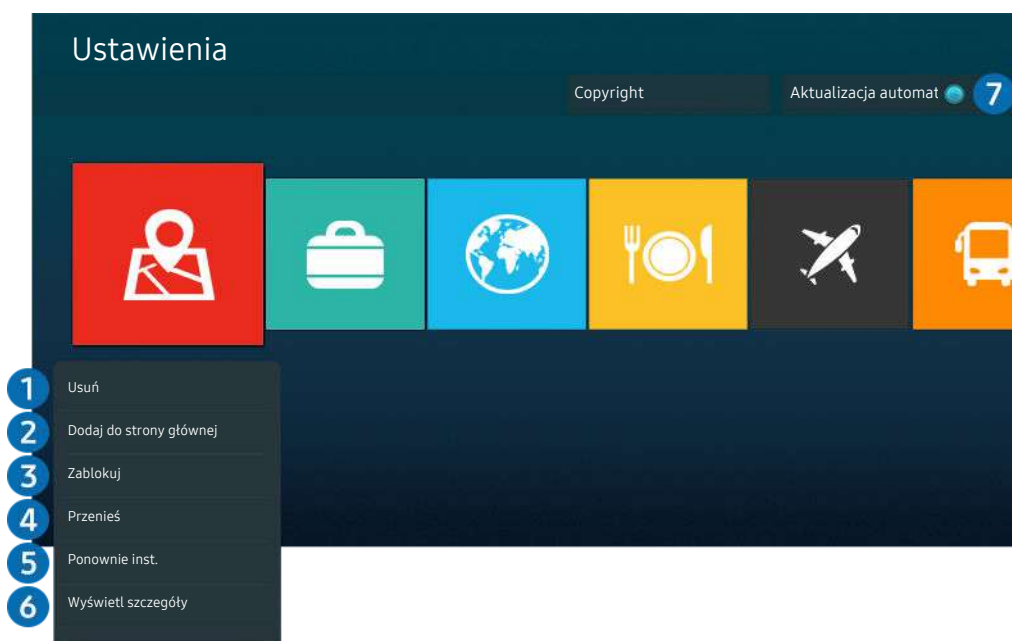 Ustawienia
Copyright
Aktualizacja automat
7
1 Usuń
2 Dodaj do strony głównej
3 Zablokuj
4 Przenieś
5 Ponownie inst.
6 Wyświetl szczegóły